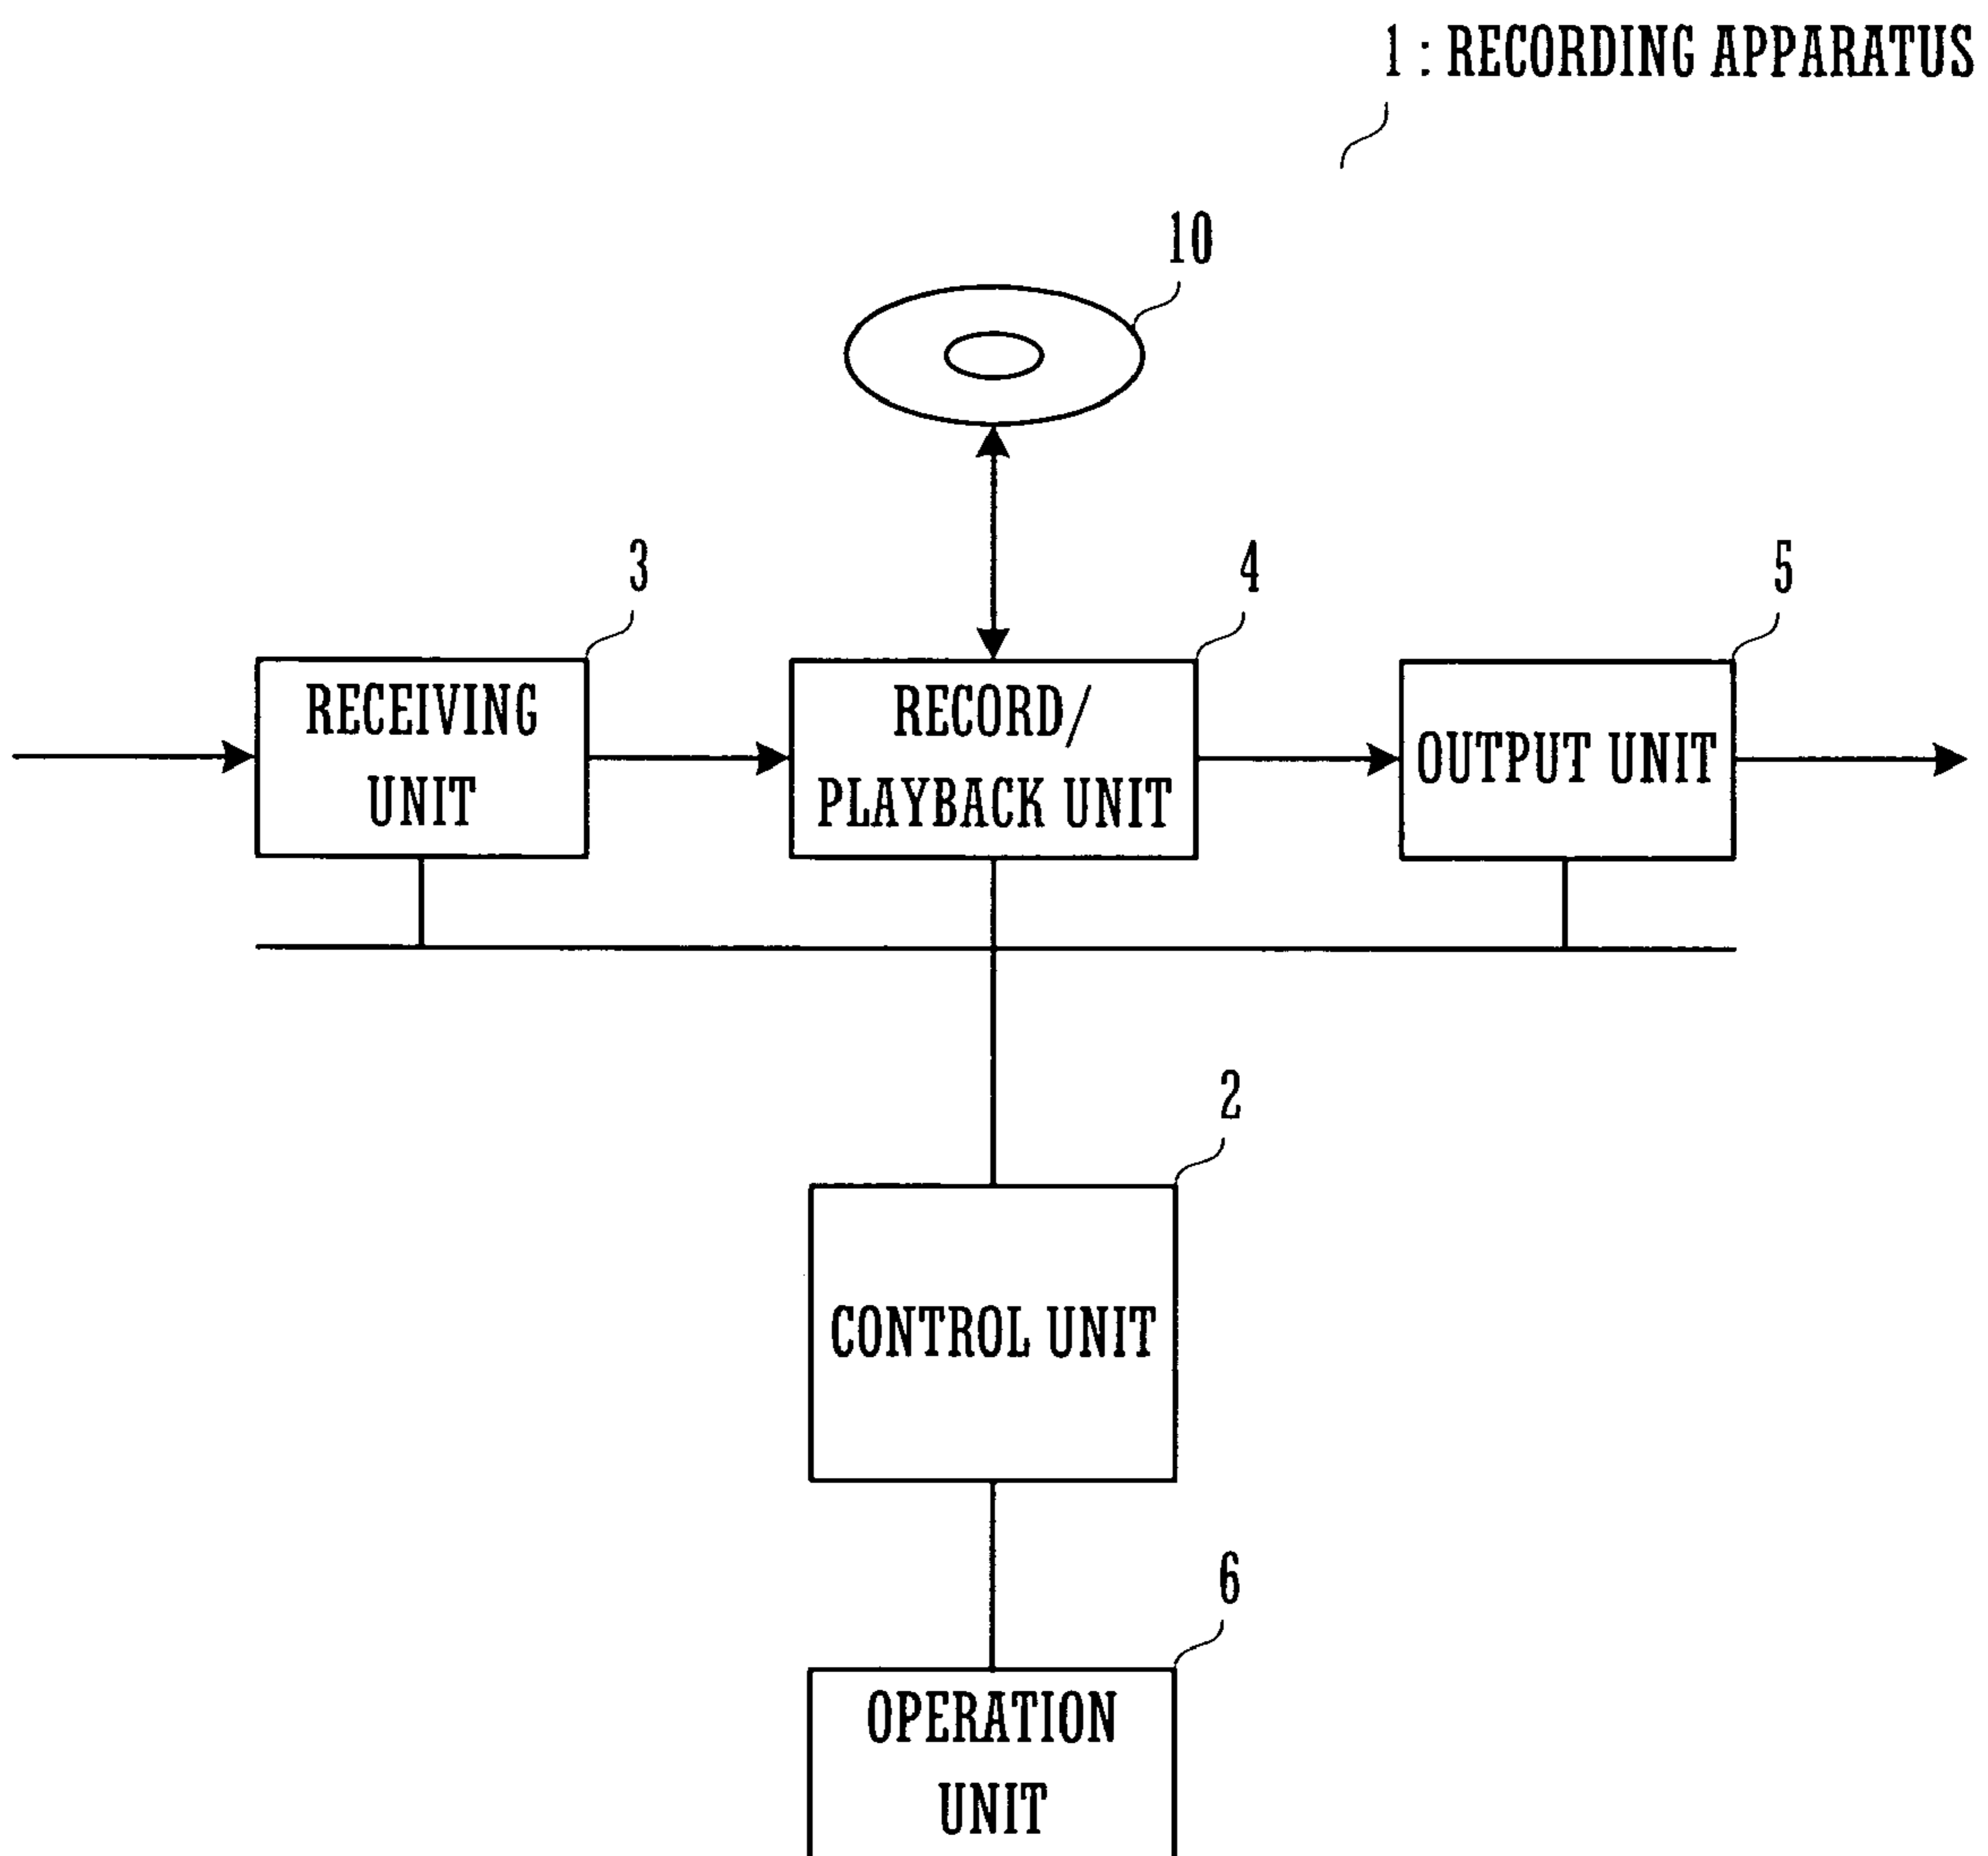 1 : RECORDING APPARATUS
10
3
4
5
RECEIVING
UNIT
RECORD/
PLAYBACK UNIT
OUTPUT UNIT
2
CONTROL UNIT
6
OPERATION
UNIT